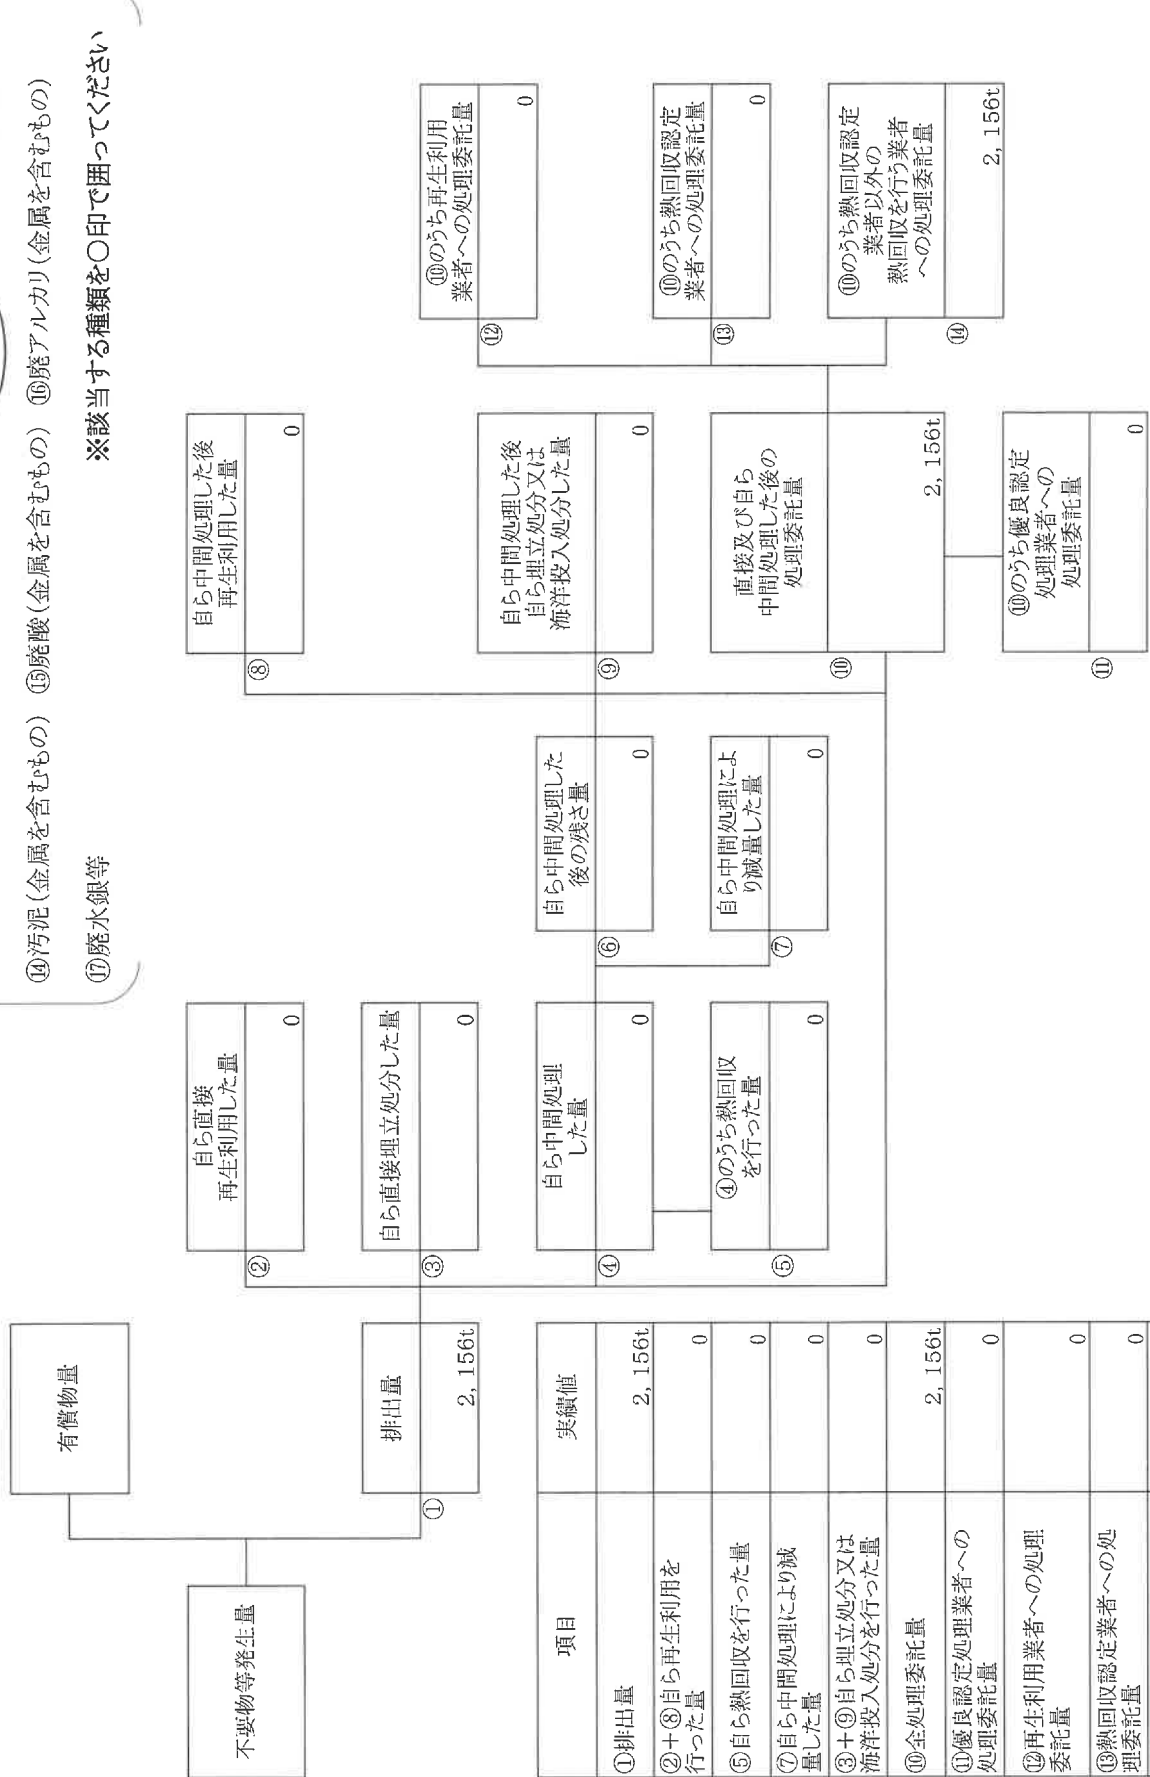 ⑭汚泥(金属を含むもの) ⑮廃酸(金属を含むもの) ⑯廃アルカリ(金属を含むもの)
⑰廃水銀等
※該当する種類を○印で囲ってください
有償物量
不要物等発生量
排出量
① 2,156t
自ら直接
再生利用した量
② 0
自ら直接埋立処分した量
③ 0
自ら中間処理
した量
④ 0
④のうち熱回収
を行った量
⑤ 0
自ら中間処理した
後の残さ量
⑥ 0
自ら中間処理によ
り減量した量
⑦ 0
自ら中間処理した後
再生利用した量
⑧ 0
自ら中間処理した後
自ら埋立処分又は
海洋投入処分した量
⑨ 0
直接及び自ら
中間処理した後の
処理委託量
⑩ 2,156t
⑩のうち優良認定
処理業者への
処理委託量
⑪ 0
⑩のうち再生利用
業者への処理委託量
⑫ 0
⑩のうち熱回収認定
業者への処理委託量
⑬ 0
⑩のうち熱回収認定
業者以外の
熱回収を行う業者
への処理委託量
⑭ 2,156t
項目 実績値
①排出量 2,156t
②+⑧自ら再生利用を
行った量 0
⑤自ら熱回収を行った量 0
⑦自ら中間処理により減
量した量 0
③+⑨自ら埋立処分又は
海洋投入処分を行った量 0
⑩全処理委託量 2,156t
⑪優良認定処理業者への
処理委託量 0
⑫再生利用業者への処理
委託量 0
⑬熱回収認定業者への処
理委託量 0